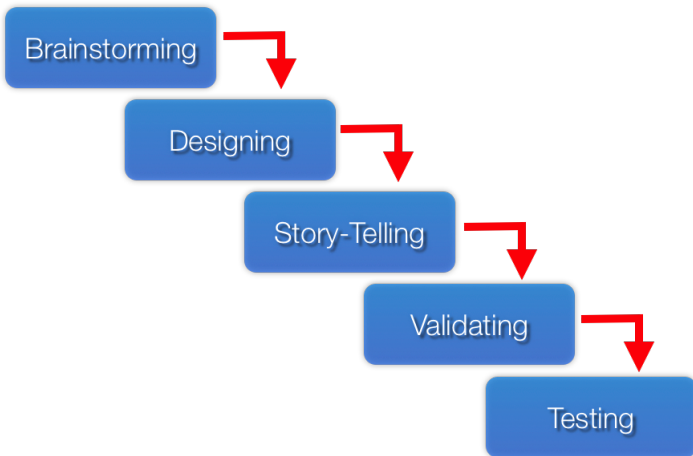 Brainstorming
Designing
Story-Telling
Validating
Testing